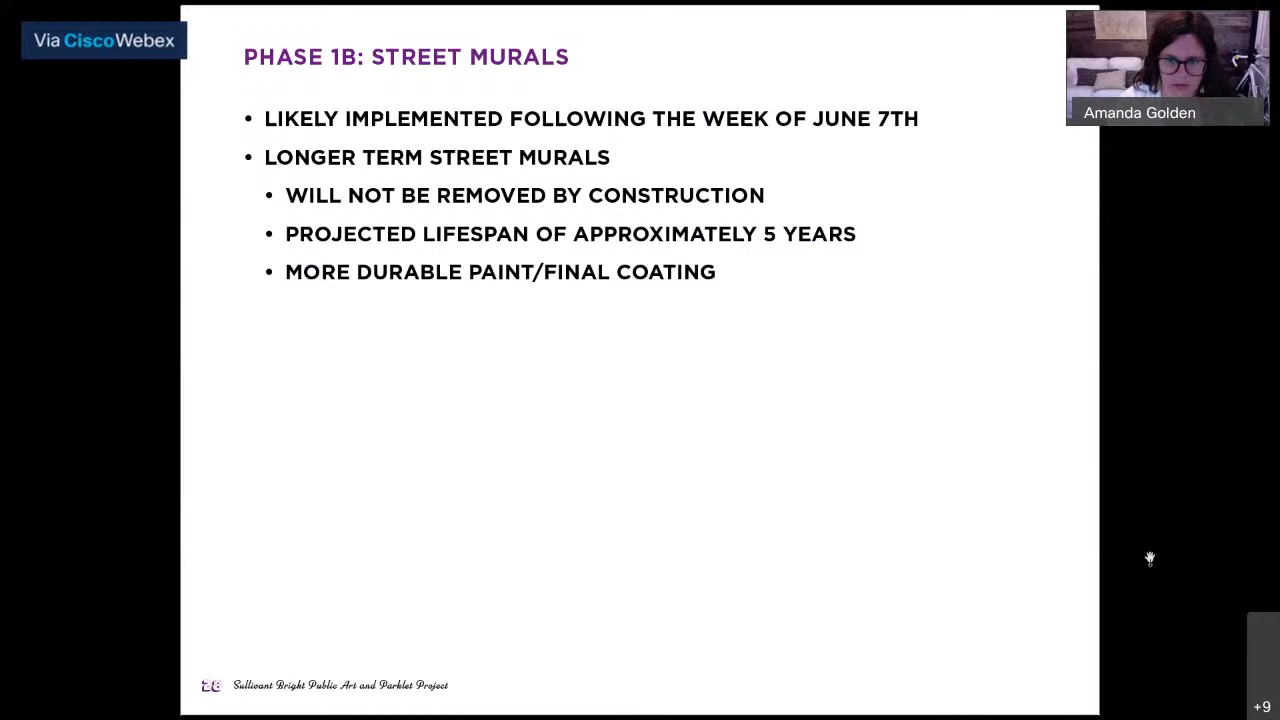 Via CiscoWebex
PHASE 1B: STREET MURALS
Amanda Golden
• LIKELY IMPLEMENTED FOLLOWING THE WEEK OF JUNE 7TH
• LONGER TERM STREET MURALS
• WILL NOT BE REMOVED BY CONSTRUCTION
• PROJECTED LIFESPAN OF APPROXIMATELY 5 YEARS
• MORE DURABLE PAINT/FINAL COATING
28 Sullivant Bright Public Art and Parklet Project
+9